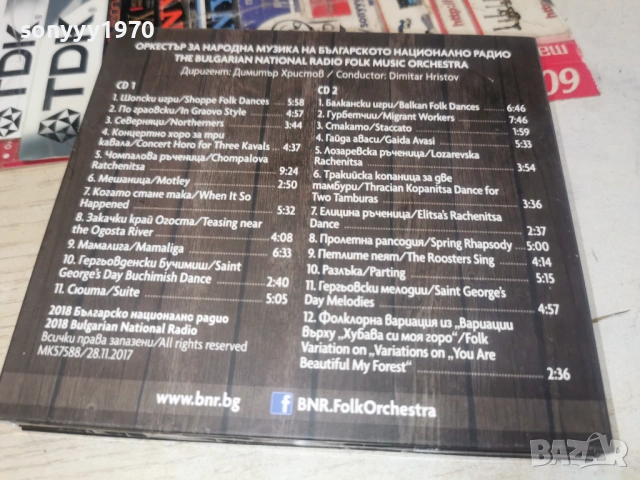 sonyyy1970
TDK
TDK
609
ОРКЕСТЪР ЗА НАРОДНА МУЗИКА НА БЪЛГАРСКОТО НАЦИОНАЛНО РАДИО
THE BULGARIAN NATIONAL RADIO FOLK MUSIC ORCHESTRA
Диригент: Димитър Христов / Conductor: Dimitar Hristov
CD 1
1. Шопски игри/Shoppe Folk Dances 5:58
2. По граовски/In Graovo Style 4:57
3. Северняци/Northerners 3:44
4. Концертно хоро за три
кавала/Concert Horo for Three Kavals 4:37
5. Чомпалова ръченица/Chompalova
Ratchenitsa 9:24
6. Мешаница/Motley 2:50
7. Когато стане така/When It So
Happened 5:32
8. Закачки край Огоста/Teasing near
the Ogosta River 4:08
9. Мамалига/Mamaliga 6:33
10. Гергьовденски Бучимиш/Saint
George's Day Buchimish Dance 2:40
11. Сюита/Suite 5:05
2018 Българско национално радио
2018 Bulgarian National Radio
Всички права запазени/All rights reserved
MK57588/28.11.2017
www.bnr.bg
CD 2
1. Балкански игри/Balkan Folk Dances 6:46
2. Гурбетчии/Migrant Workers 7:46
3. Стакато/Staccato 1:59
4. Гайда аваси/Gaida Avasi 5:33
5. Лозаревска ръченица/Lozarevska
Rachenitsa 3:54
6. Тракийска копаница за две
тамбури/Thracian Kopanitsa Dance for
Two Tamburas 3:36
7. Елицина ръченица/Elitsa's Rachenitsa
Dance 2:37
8. Пролетна рапсодия/Spring Rhapsody 5:00
9. Петлите пеят/The Roosters Sing 4:14
10. Разлъка/Parting 5:15
11. Гергьовски мелодии/Saint George's
Day Melodies 4:57
12. Фолклорна вариация из „Вариации
върху „Хубава си моя горо"/Folk
Variation on „Variations on „You Are
Beautiful My Forest" 2:36
f BNR.FolkOrchestra
BAZAR